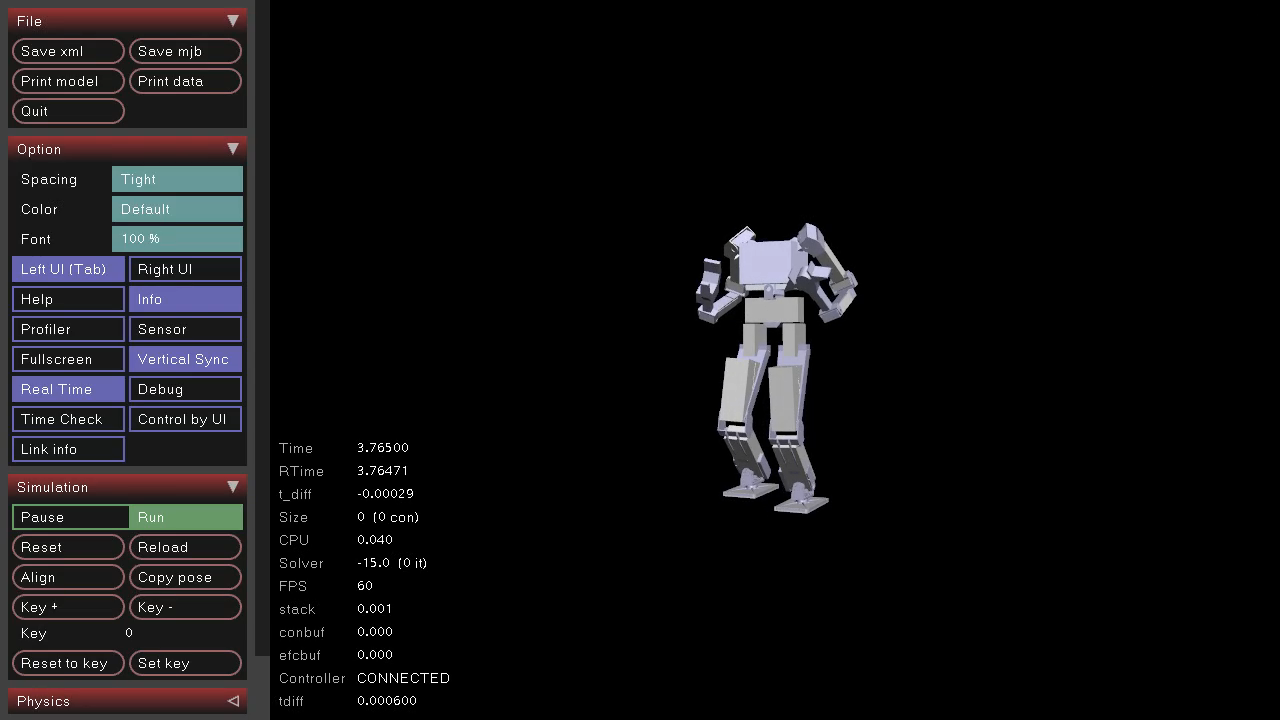 File
Save xml Save mjb
Print model Print data
Quit
Option
Spacing Tight
Color Default
Font 100 %
Left UI (Tab) Right UI
Help Info
Profiler Sensor
Fullscreen Vertical Sync
Real Time Debug
Time Check Control by UI
Link info
Simulation
Pause Run
Reset Reload
Align Copy pose
Key + Key -
Key 0
Reset to key Set key
Physics
Time 3.76500
RTime 3.76471
t_diff -0.00029
Size 0 (0 con)
CPU 0.040
Solver -15.0 (0 it)
FPS 60
stack 0.001
conbuf 0.000
efcbuf 0.000
Controller CONNECTED
tdiff 0.000600